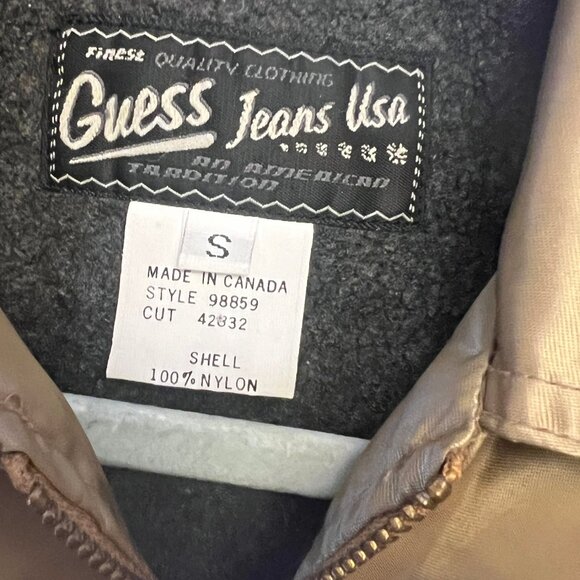 Finest QUALITY CLOTHING
Guess Jeans Usa
AN AMERICAN
TRADITION
S
MADE IN CANADA
STYLE 98859
CUT 42832
SHELL
100% NYLON